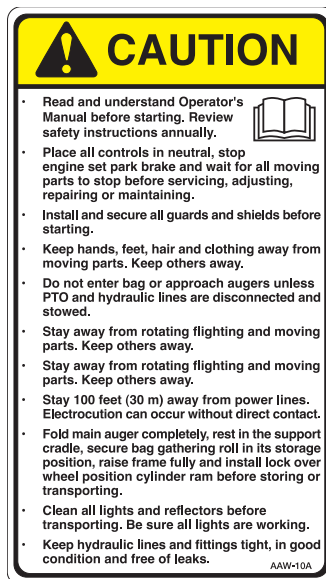 CAUTION
· Read and understand Operator's
Manual before starting. Review
safety instructions annually.
· Place all controls in neutral, stop
engine set park brake and wait for all moving
parts to stop before servicing, adjusting,
repairing or maintaining.
· Install and secure all guards and shields before
starting.
· Keep hands, feet, hair and clothing away from
moving parts. Keep others away.
· Do not enter bag or approach augers unless
PTO and hydraulic lines are disconnected and
stowed.
· Stay away from rotating flighting and moving
parts. Keep others away.
· Stay away from rotating flighting and moving
parts. Keep others away.
· Stay 100 feet (30 m) away from power lines.
Electrocution can occur without direct contact.
· Fold main auger completely, rest in the support
cradle, secure bag gathering roll in its storage
position, raise frame fully and install lock over
wheel position cylinder ram before storing or
transporting.
· Clean all lights and reflectors before
transporting. Be sure all lights are working.
· Keep hydraulic lines and fittings tight, in good
condition and free of leaks.
AAW-10A